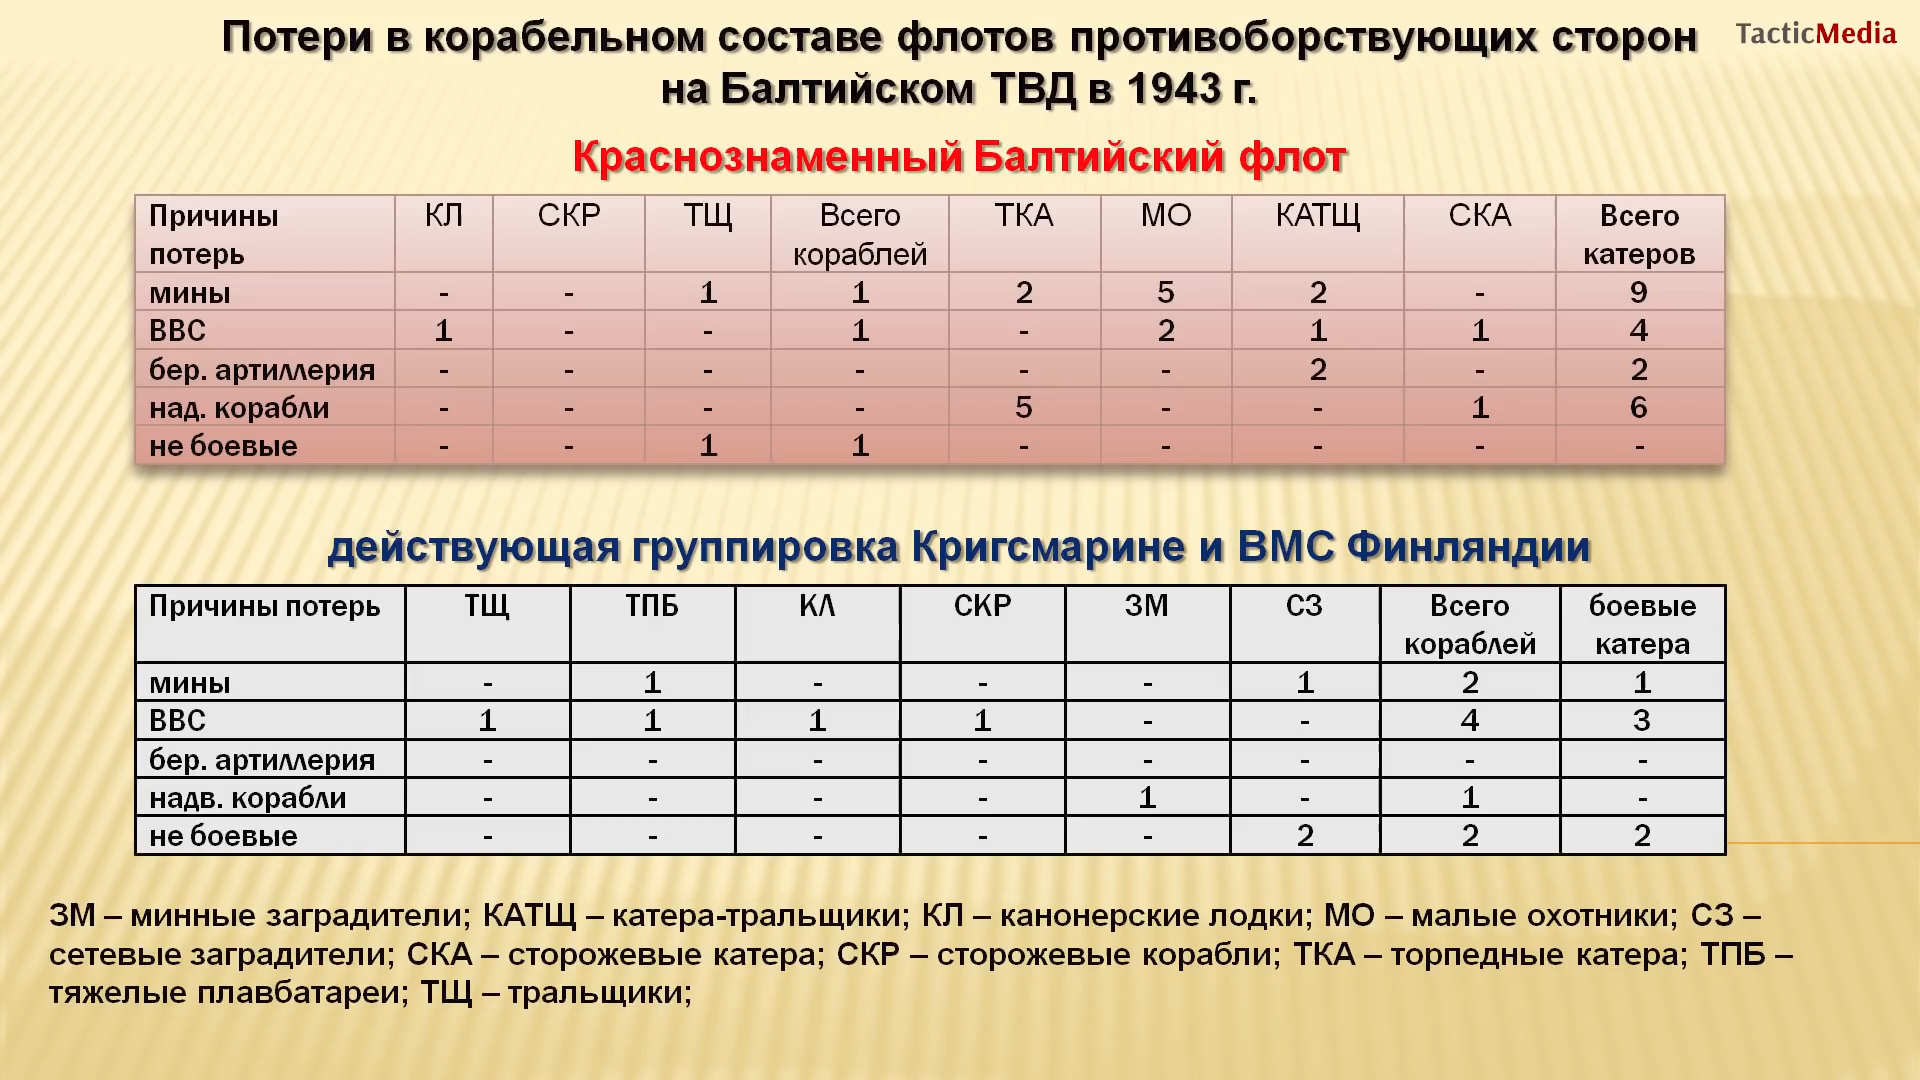 Потери в корабельном составе флотов противоборствующих сторон
на Балтийском ТВД в 1943 г.
TacticMedia
Краснознаменный Балтийский флот
Причины потерь КЛ СКР ТЩ Всего кораблей ТКА МО КАТЩ СКА Всего катеров
мины - - 1 1 2 5 2 - 9
ВВС 1 - - 1 - 2 1 1 4
бер. артиллерия - - - - - - 2 - 2
над. корабли - - - - 5 - - 1 6
не боевые - - 1 1 - - - - -
действующая группировка Кригсмарине и ВМС Финляндии
Причины потерь ТЩ ТПБ КЛ СКР ЗМ СЗ Всего кораблей боевые катера
мины - 1 - - - 1 2 1
ВВС 1 1 1 1 - - 4 3
бер. артиллерия - - - - - - - -
надв. корабли - - - - 1 - 1 -
не боевые - - - - - 2 2 2
ЗМ – минные заградители; КАТЩ – катера-тральщики; КЛ – канонерские лодки; МО – малые охотники; СЗ –
сетевые заградители; СКА – сторожевые катера; СКР – сторожевые корабли; ТКА – торпедные катера; ТПБ –
тяжелые плавбатареи; ТЩ – тральщики;